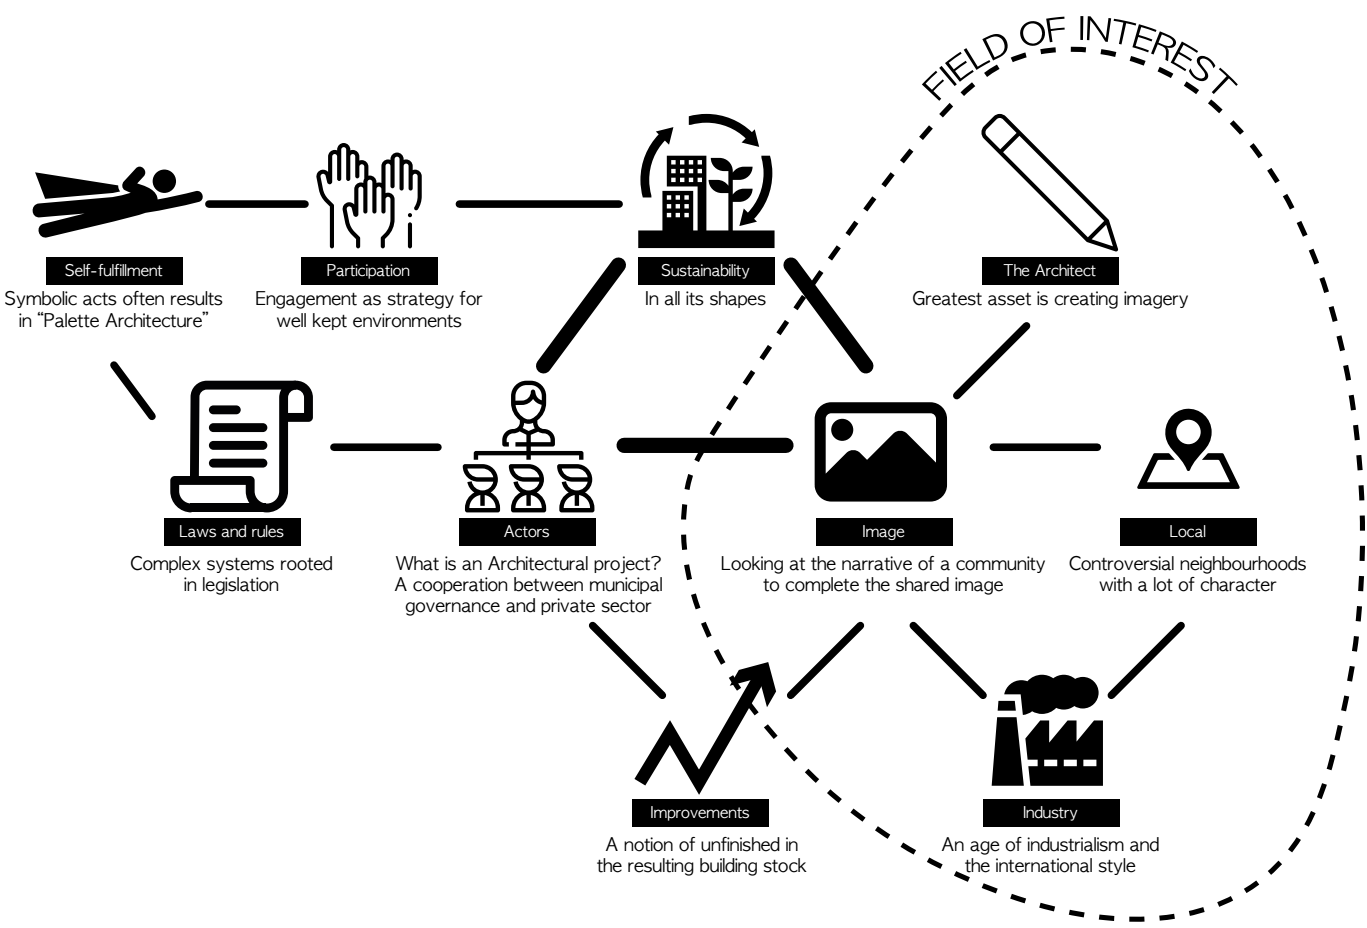 FIELD OF INTEREST
Self-fulfillment
Symbolic acts often results
in “Palette Architecture”
Participation
Engagement as strategy for
well kept environments
Sustainability
In all its shapes
The Architect
Greatest asset is creating imagery
Laws and rules
Complex systems rooted
in legislation
Actors
What is an Architectural project?
A cooperation between municipal
governance and private sector
Image
Looking at the narrative of a community
to complete the shared image
Local
Controversial neighbourhoods
with a lot of character
Improvements
A notion of unfinished in
the resulting building stock
Industry
An age of industrialism and
the international style